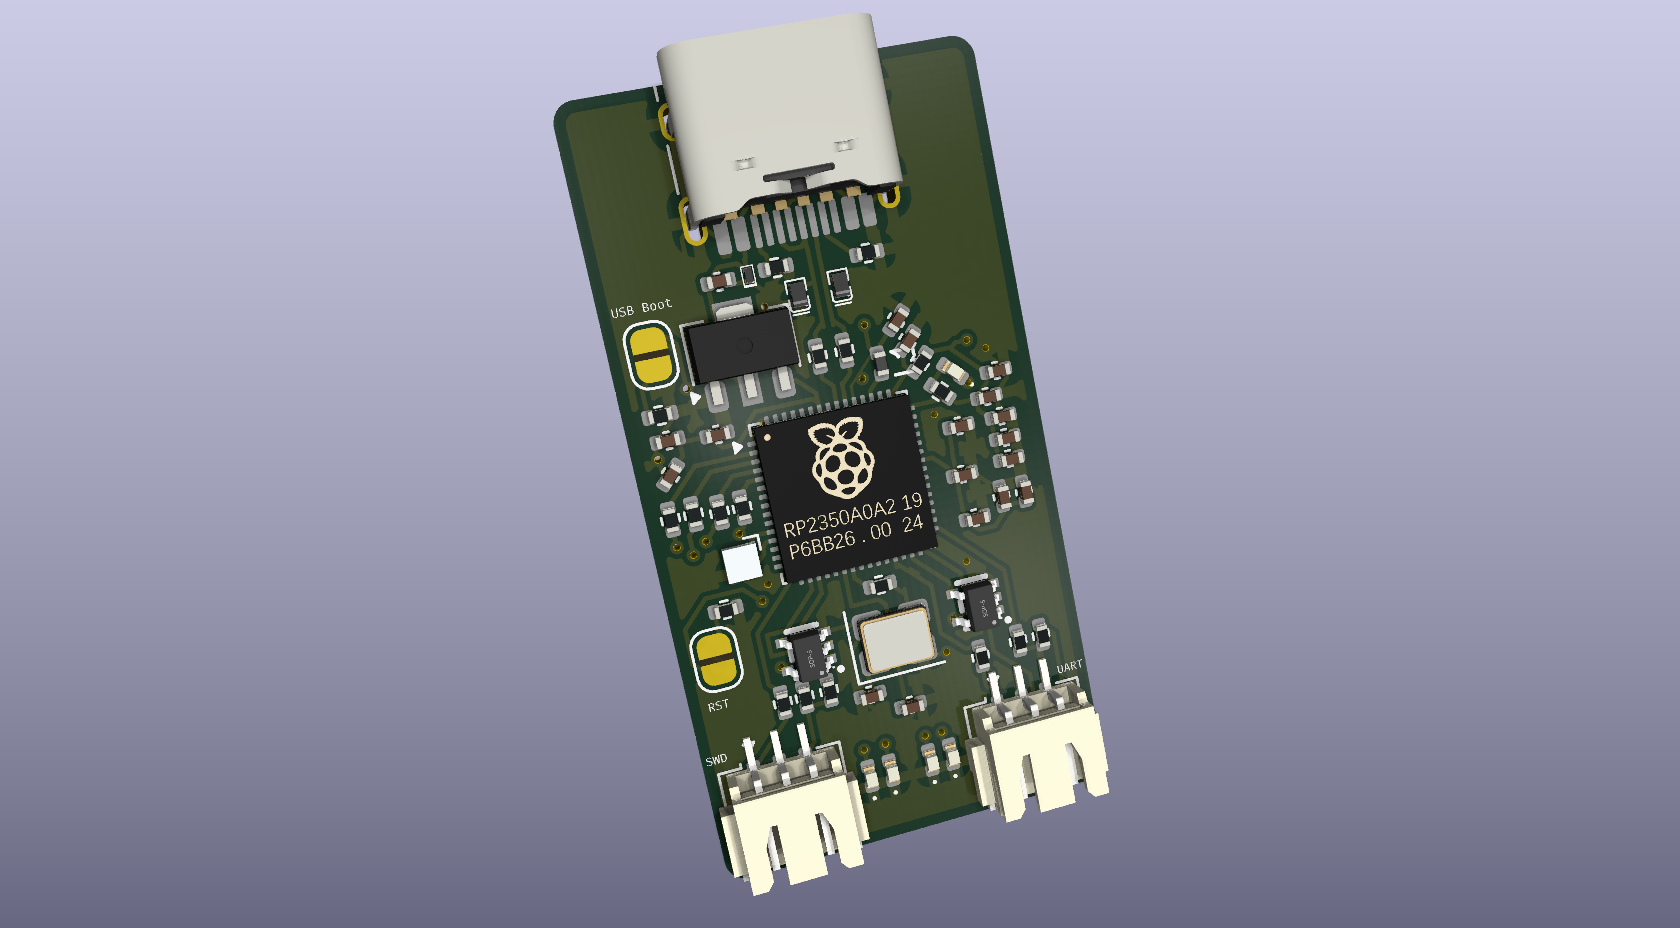 USB Boot
RP2350A0A2 19
P6BB26 . 00 24
RST
SWD
UART